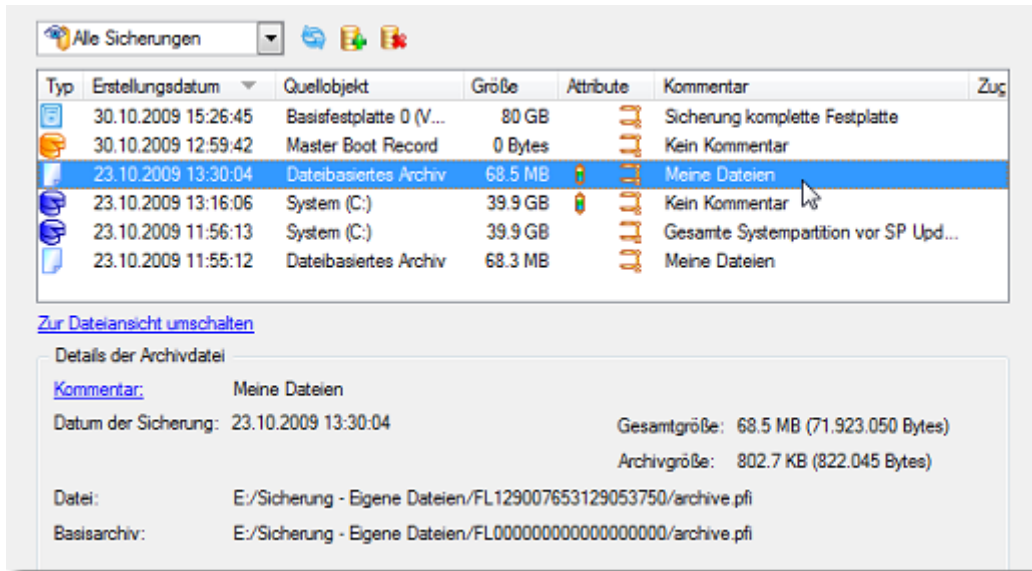 Alle Sicherungen
Typ Erstellungsdatum Quellobjekt Größe Attribute Kommentar Zug
30.10.2009 15:26:45 Basisfestplatte 0 (V... 80 GB Sicherung komplette Festplatte
30.10.2009 12:59:42 Master Boot Record 0 Bytes Kein Kommentar
23.10.2009 13:30:04 Dateibasiertes Archiv 68.5 MB Meine Dateien
23.10.2009 13:16:06 System (C:) 39.9 GB Kein Kommentar
23.10.2009 11:56:13 System (C:) 39.9 GB Gesamte Systempartition vor SP Upd...
23.10.2009 11:55:12 Dateibasiertes Archiv 68.3 MB Meine Dateien
Zur Dateiansicht umschalten
Details der Archivdatei
Kommentar: Meine Dateien
Datum der Sicherung: 23.10.2009 13:30:04 Gesamtgröße: 68.5 MB (71.923.050 Bytes)
Archivgröße: 802.7 KB (822.045 Bytes)
Datei: E:/Sicherung - Eigene Dateien/FL129007653129053750/archive.pfi
Basisarchiv: E:/Sicherung - Eigene Dateien/FL000000000000000000/archive.pfi